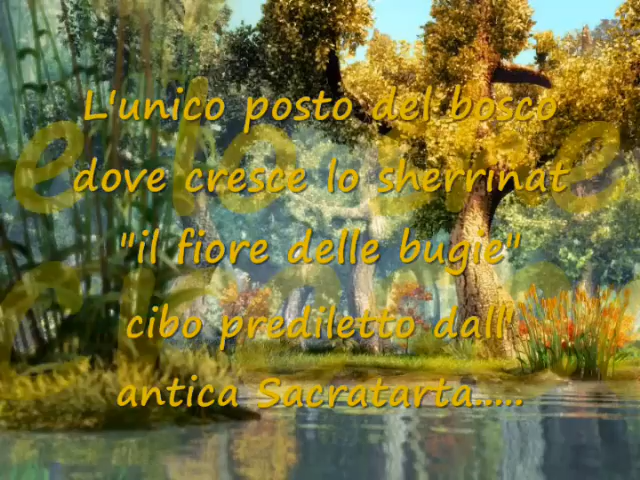 L'unico posto del bosco
dove cresce lo sherrinat
"il fiore delle bugie"
cibo prediletto dall'
antica Sacratarta.....